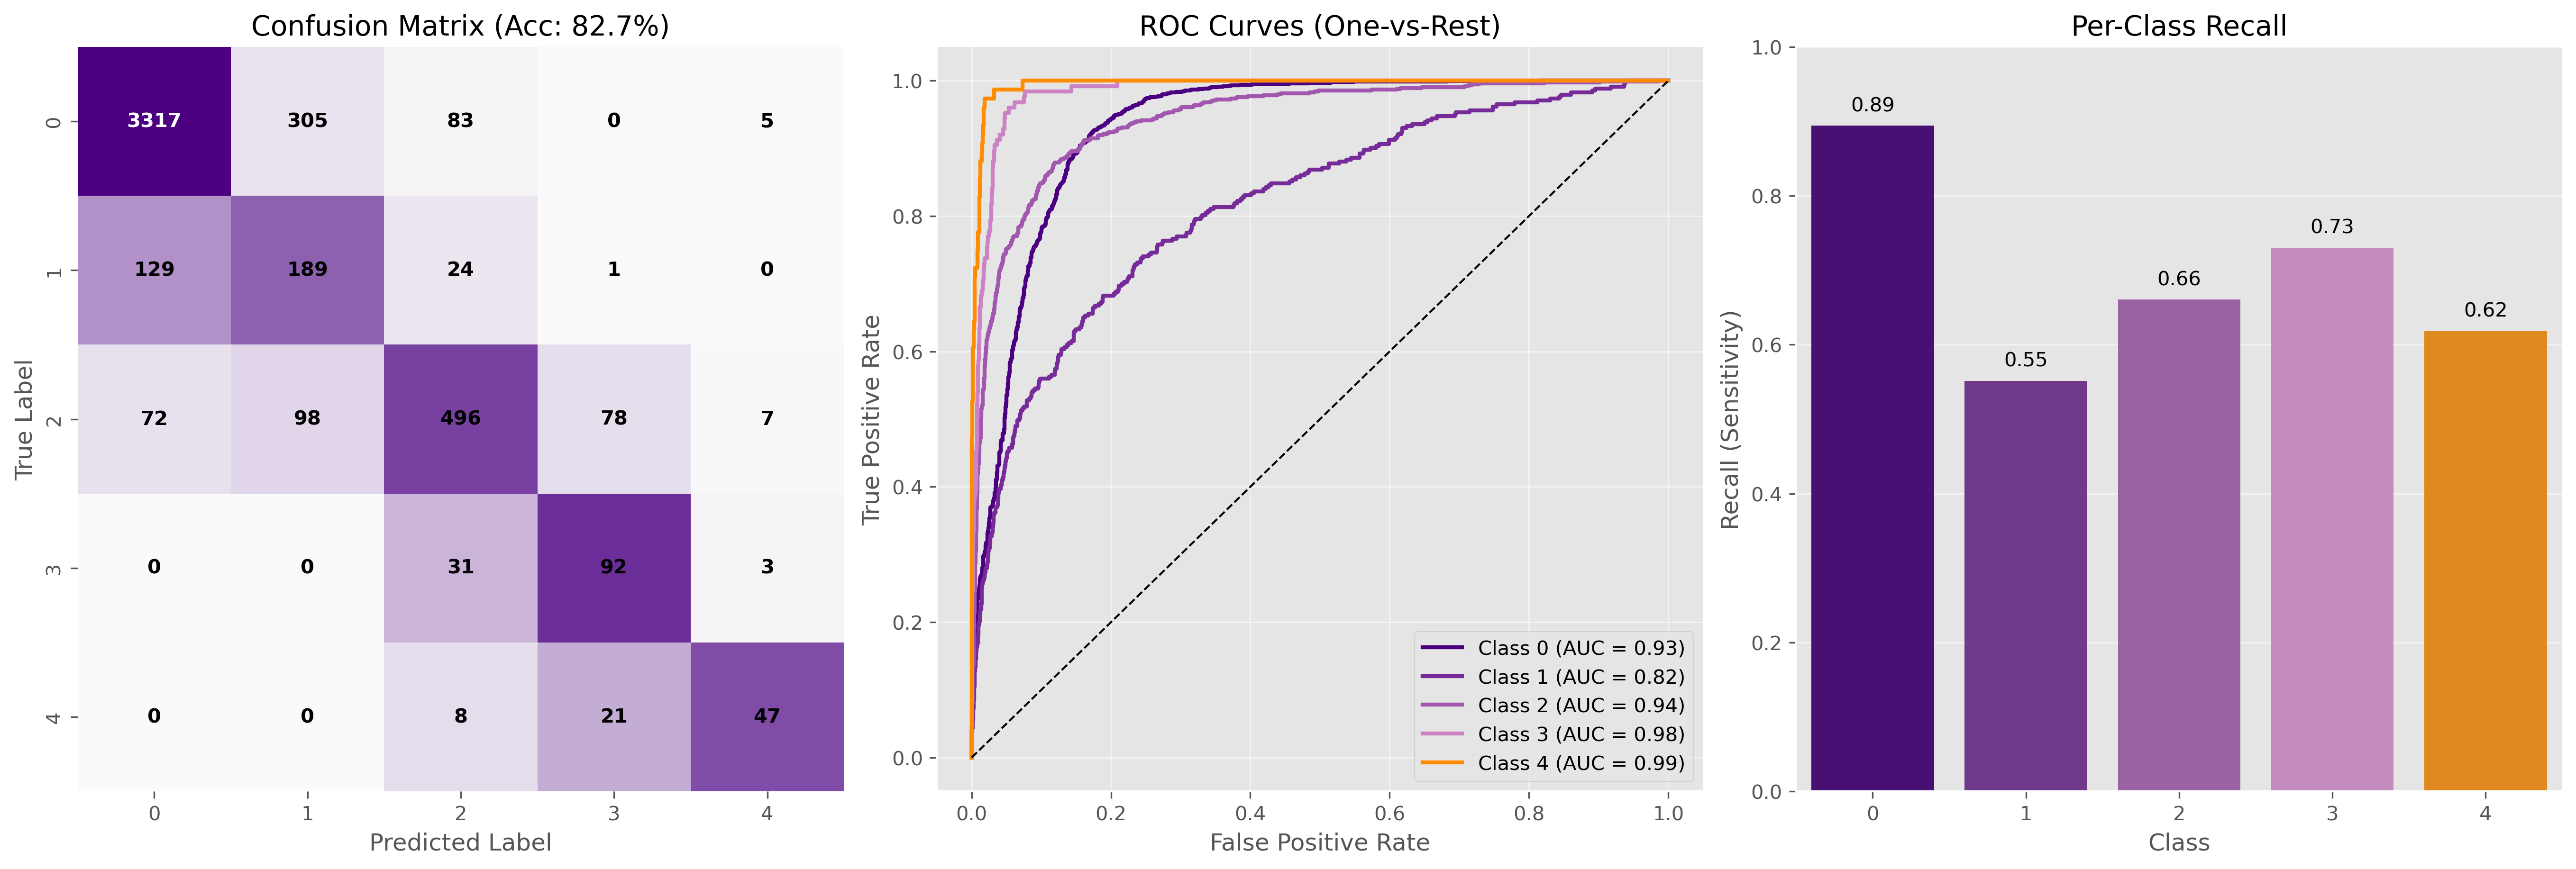 Confusion Matrix (Acc: 82.7%)
0 3317 305 83 0 5
1 129 189 24 1 0
2 72 98 496 78 7
3 0 0 31 92 3
4 0 0 8 21 47
0 1 2 3 4
True Label
Predicted Label
ROC Curves (One-vs-Rest)
1.0
0.8
0.6
0.4
0.2
0.0
True Positive Rate
Class 0 (AUC = 0.93)
Class 1 (AUC = 0.82)
Class 2 (AUC = 0.94)
Class 3 (AUC = 0.98)
Class 4 (AUC = 0.99)
0.0 0.2 0.4 0.6 0.8 1.0
False Positive Rate
Per-Class Recall
1.0
0.8
0.6
0.4
0.2
0.0
Recall (Sensitivity)
0.89 0.55 0.66 0.73 0.62
0 1 2 3 4
Class